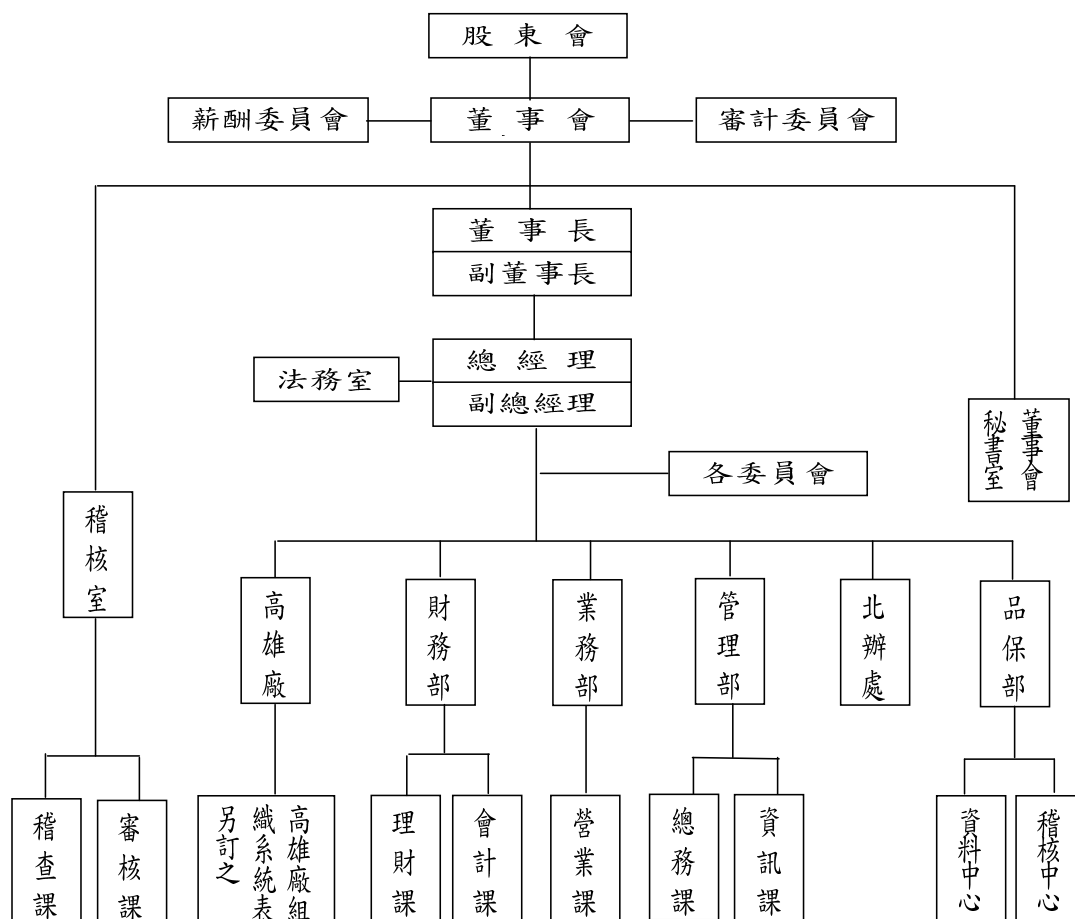 股東會
薪酬委員會
董事會
審計委員會
董事長
副董事長
法務室
總經理
副總經理
董事會
秘書室
各委員會
稽核室
高雄廠
財務部
業務部
管理部
北辦處
品保部
稽查課
審核課
高雄廠組
織系統表
另訂之
理財課
會計課
營業課
總務課
資訊課
資料中心
稽核中心